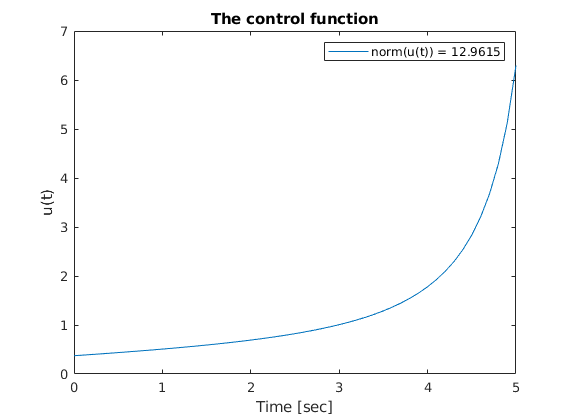 The control function
norm(u(t)) = 12.9615
7
6
5
4
3
2
1
0
u(t)
0 1 2 3 4 5
Time [sec]